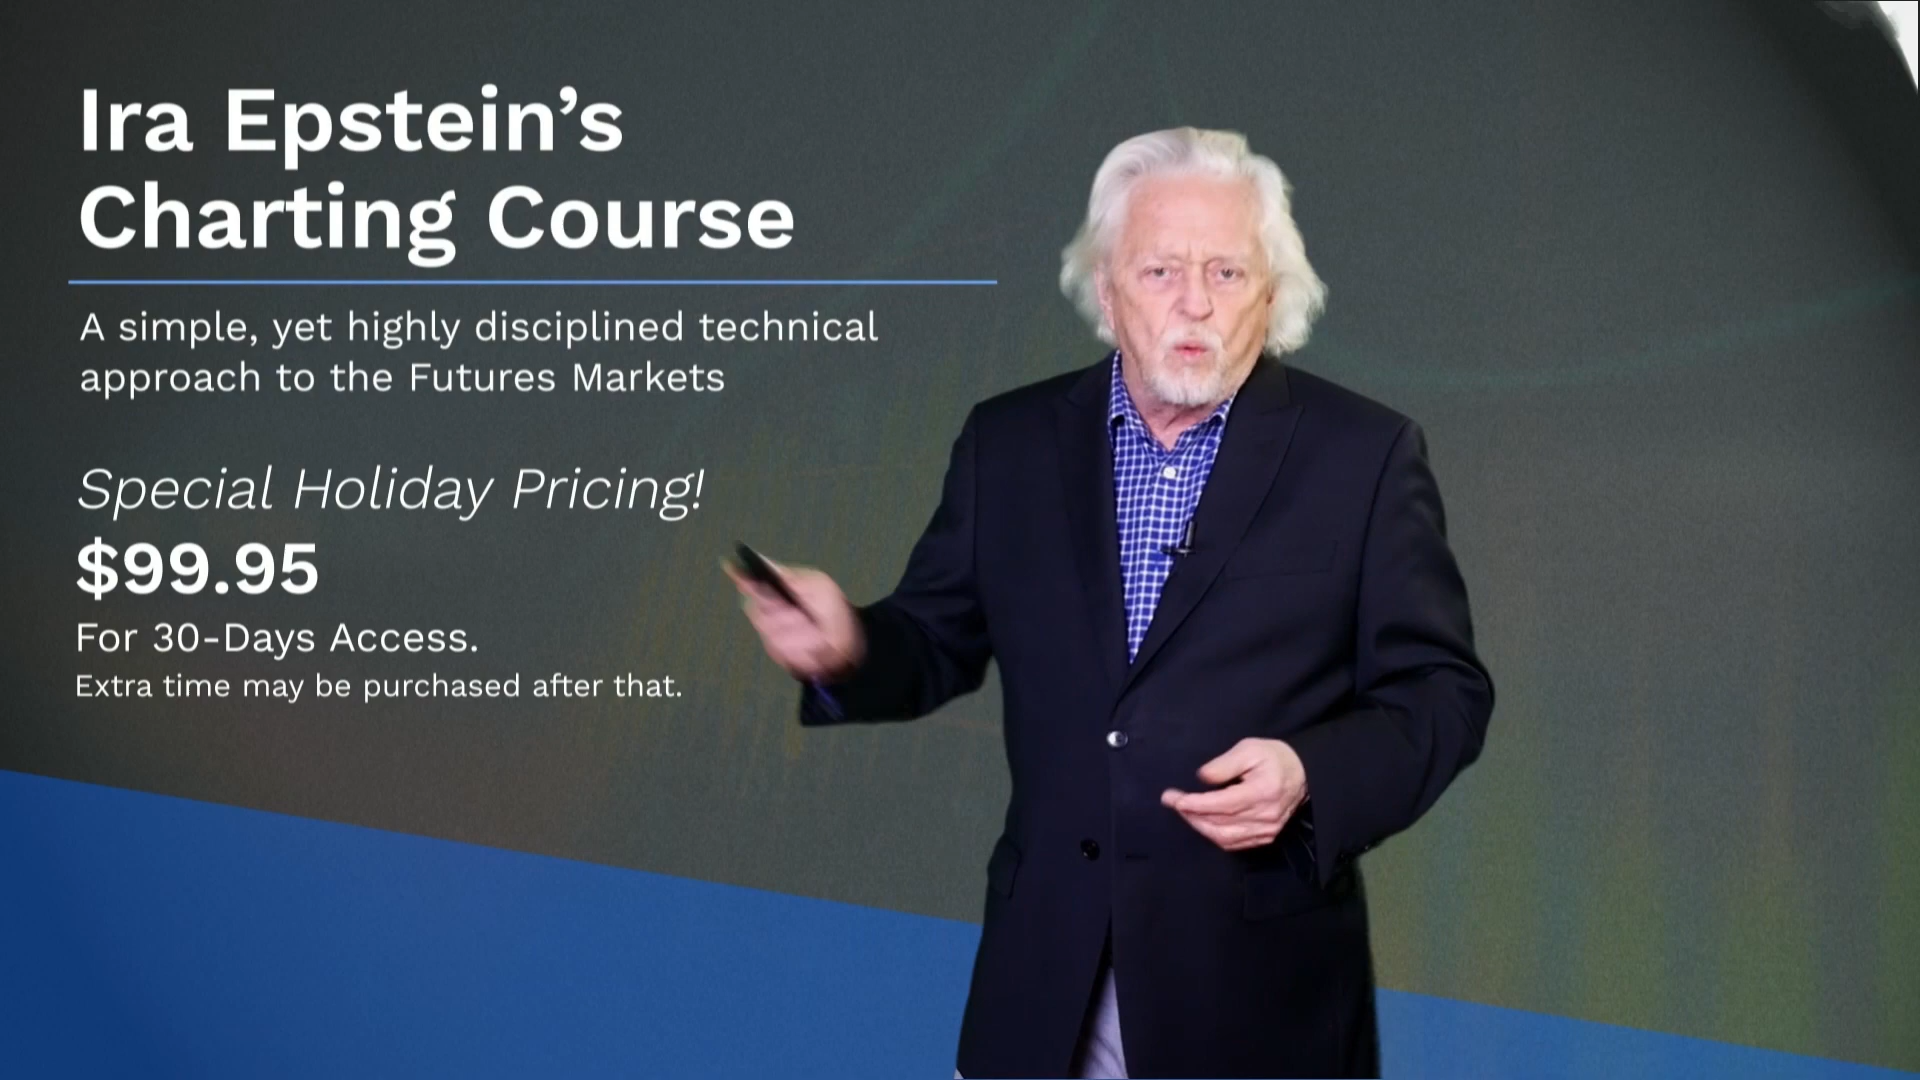 Ira Epstein’s
Charting Course
A simple, yet highly disciplined technical
approach to the Futures Markets
Special Holiday Pricing!
$99.95
For 30-Days Access.
Extra time may be purchased after that.